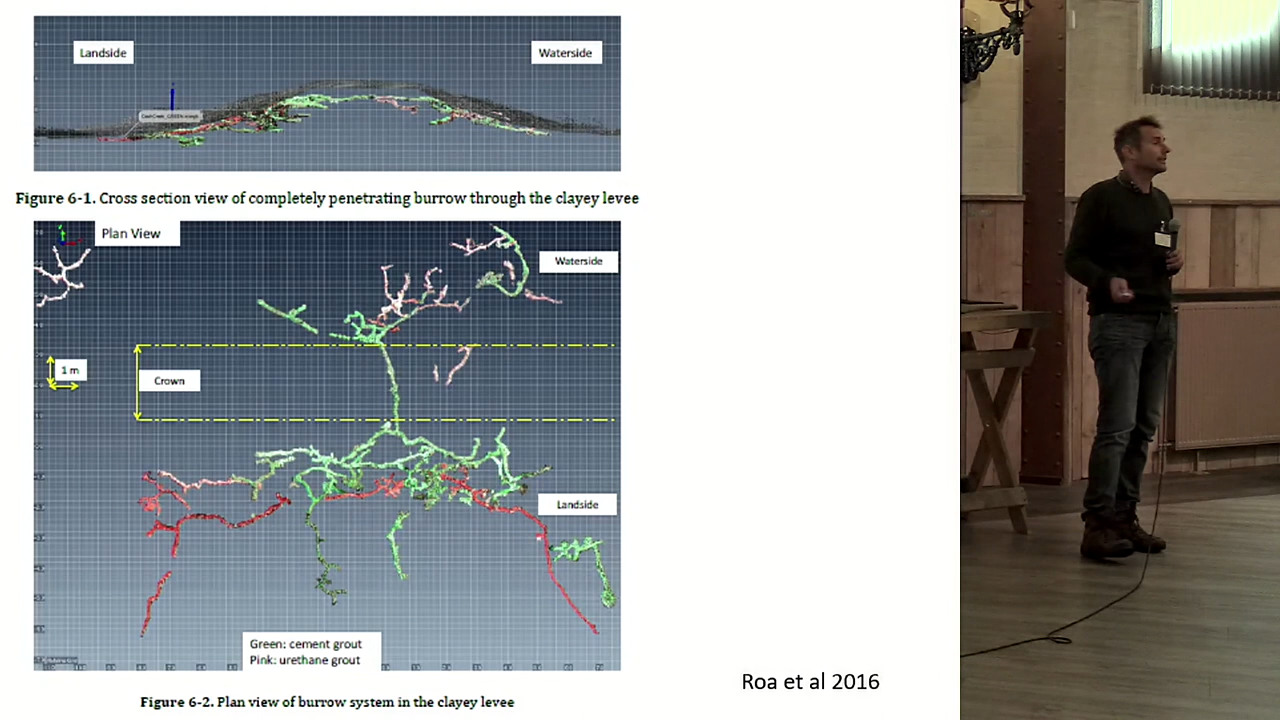 Landside
Waterside
Figure 6-1. Cross section view of completely penetrating burrow through the clayey levee
Plan View
Waterside
1 m
Crown
Landside
Green: cement grout
Pink: urethane grout
Figure 6-2. Plan view of burrow system in the clayey levee
Roa et al 2016